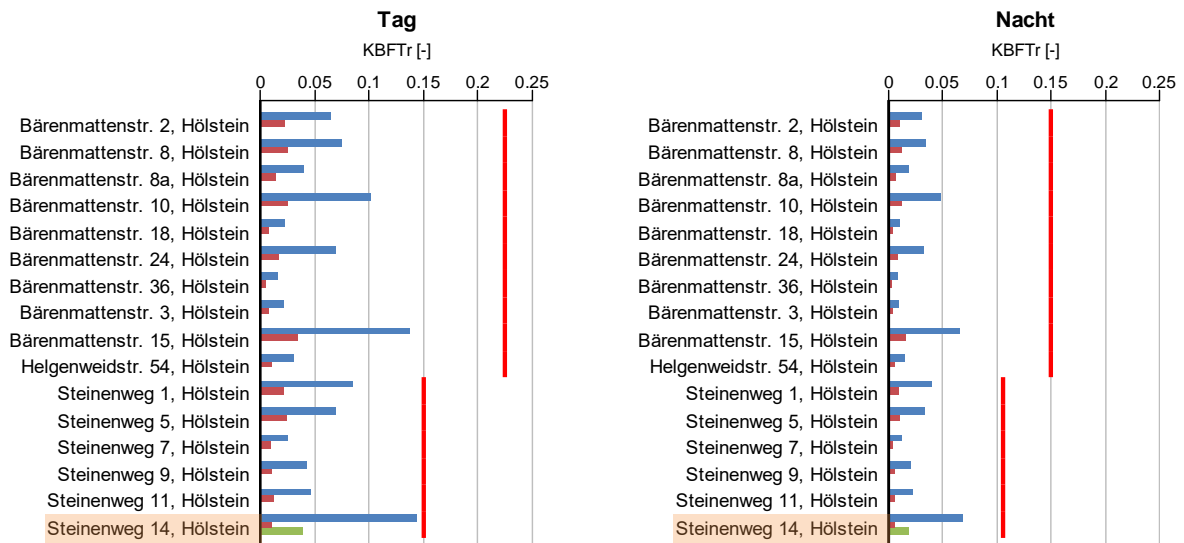 Tag
KBFTr [-]
0 0.05 0.1 0.15 0.2 0.25
Bärenmattenstr. 2, Hölstein
Bärenmattenstr. 8, Hölstein
Bärenmattenstr. 8a, Hölstein
Bärenmattenstr. 10, Hölstein
Bärenmattenstr. 18, Hölstein
Bärenmattenstr. 24, Hölstein
Bärenmattenstr. 36, Hölstein
Bärenmattenstr. 3, Hölstein
Bärenmattenstr. 15, Hölstein
Helgenweidstr. 54, Hölstein
Steinenweg 1, Hölstein
Steinenweg 5, Hölstein
Steinenweg 7, Hölstein
Steinenweg 9, Hölstein
Steinenweg 11, Hölstein
Steinenweg 14, Hölstein
Nacht
KBFTr [-]
0 0.05 0.1 0.15 0.2 0.25
Bärenmattenstr. 2, Hölstein
Bärenmattenstr. 8, Hölstein
Bärenmattenstr. 8a, Hölstein
Bärenmattenstr. 10, Hölstein
Bärenmattenstr. 18, Hölstein
Bärenmattenstr. 24, Hölstein
Bärenmattenstr. 36, Hölstein
Bärenmattenstr. 3, Hölstein
Bärenmattenstr. 15, Hölstein
Helgenweidstr. 54, Hölstein
Steinenweg 1, Hölstein
Steinenweg 5, Hölstein
Steinenweg 7, Hölstein
Steinenweg 9, Hölstein
Steinenweg 11, Hölstein
Steinenweg 14, Hölstein